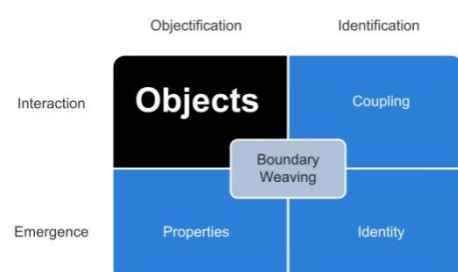 Objectification Identification
Interaction Objects Coupling
Boundary
Weaving
Emergence Properties Identity